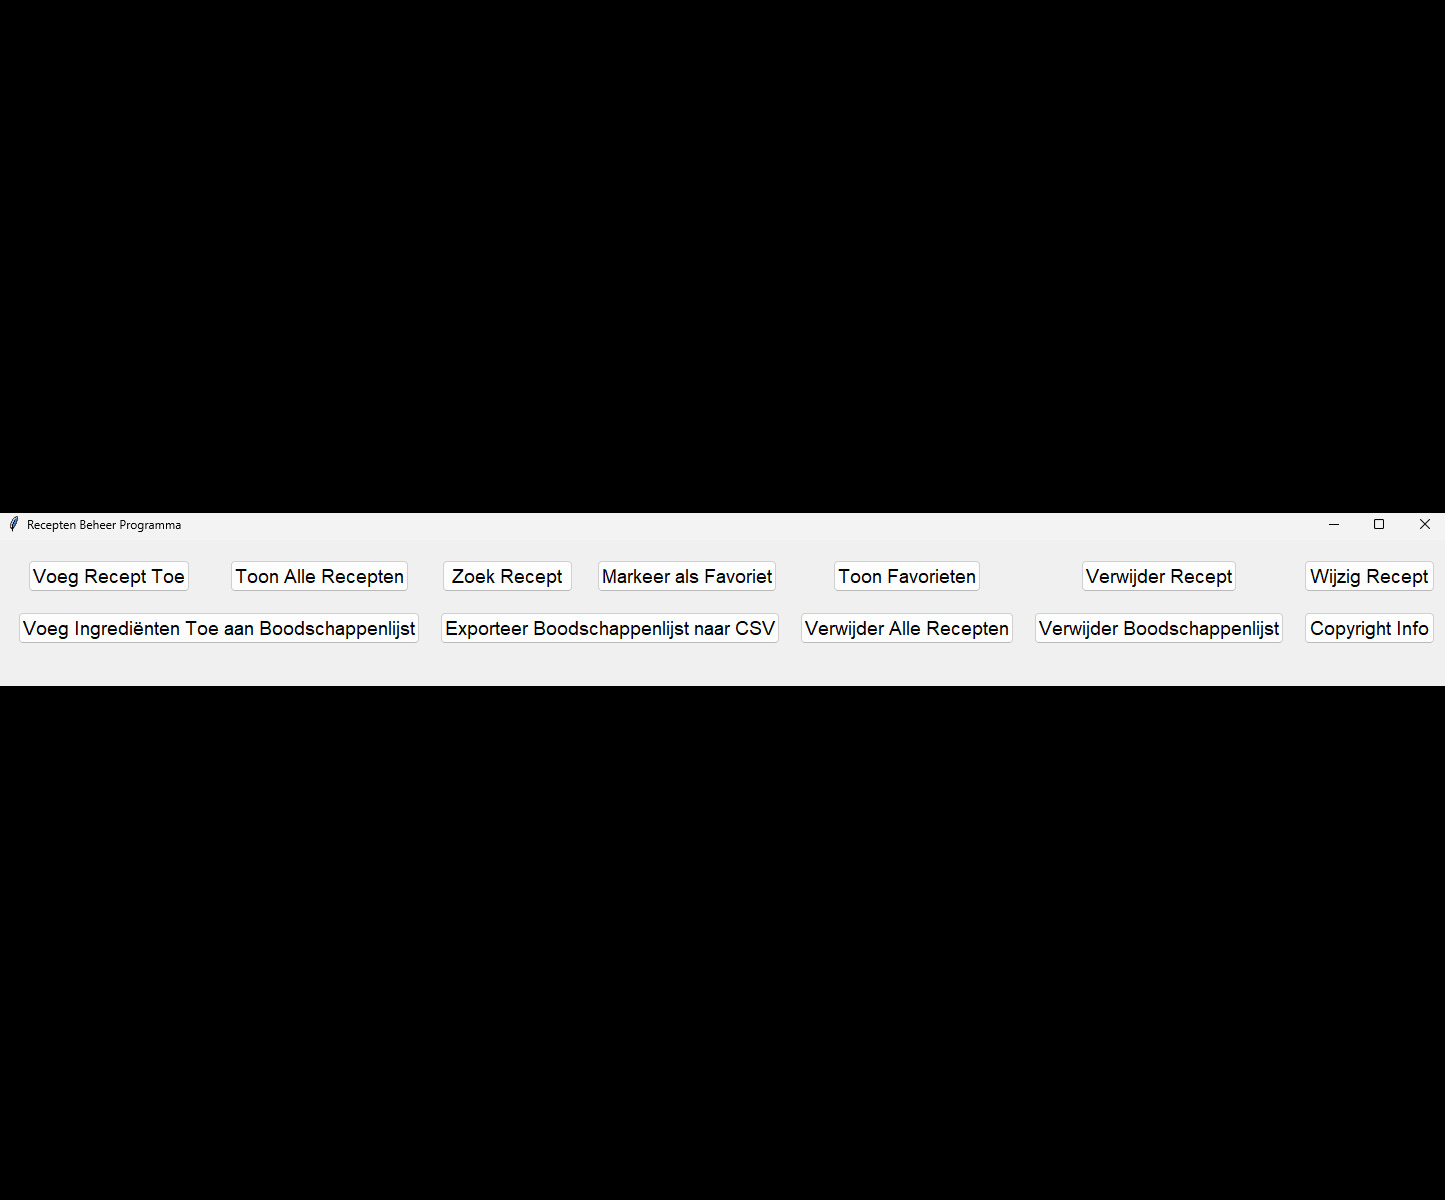 Recepten Beheer Programma
Voeg Recept Toe Toon Alle Recepten Zoek Recept Markeer als Favoriet Toon Favorieten Verwijder Recept Wijzig Recept
Voeg Ingrediënten Toe aan Boodschappenlijst Exporteer Boodschappenlijst naar CSV Verwijder Alle Recepten Verwijder Boodschappenlijst Copyright Info